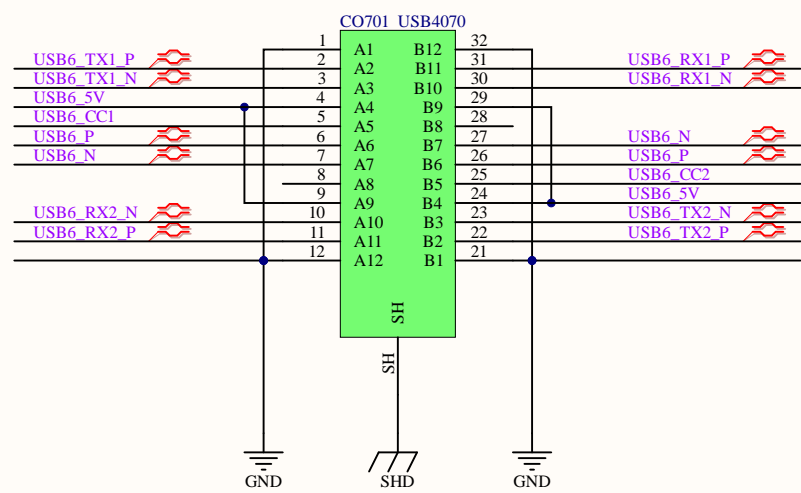 CO701 USB4070
1 A1 B12 32
USB6_TX1_P 2 A2 B11 31 USB6_RX1_P
USB6_TX1_N 3 A3 B10 30 USB6_RX1_N
USB6_5V 4 A4 B9 29
USB6_CC1 5 A5 B8 28
USB6_P 6 A6 B7 27 USB6_N
USB6_N 7 A7 B6 26 USB6_P
8 A8 B5 25 USB6_CC2
9 A9 B4 24 USB6_5V
USB6_RX2_N 10 A10 B3 23 USB6_TX2_N
USB6_RX2_P 11 A11 B2 22 USB6_TX2_P
12 A12 B1 21
SH
SH
GND SHD GND